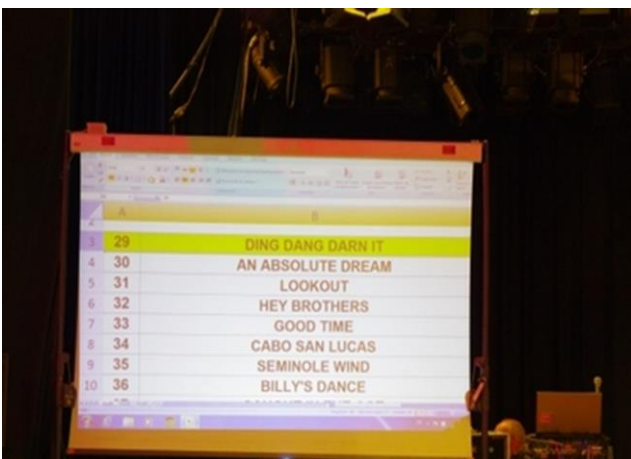 A B
3 29 DING DANG DARN IT
4 30 AN ABSOLUTE DREAM
5 31 LOOKOUT
6 32 HEY BROTHERS
7 33 GOOD TIME
8 34 CABO SAN LUCAS
9 35 SEMINOLE WIND
10 36 BILLY'S DANCE